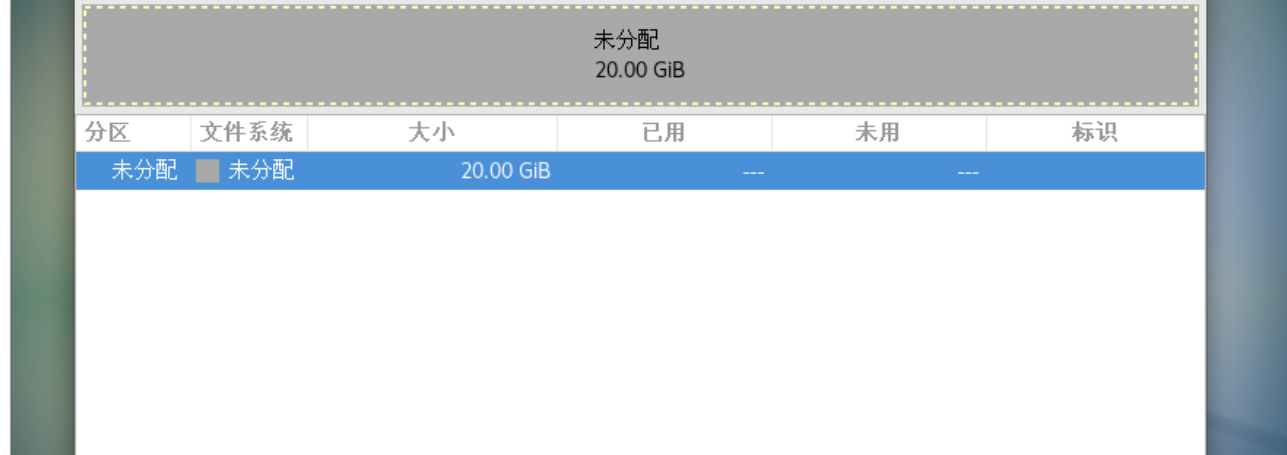 未分配
20.00 GiB
分区 文件系统 大小 已用 未用 标识
未分配 未分配 20.00 GiB --- ---